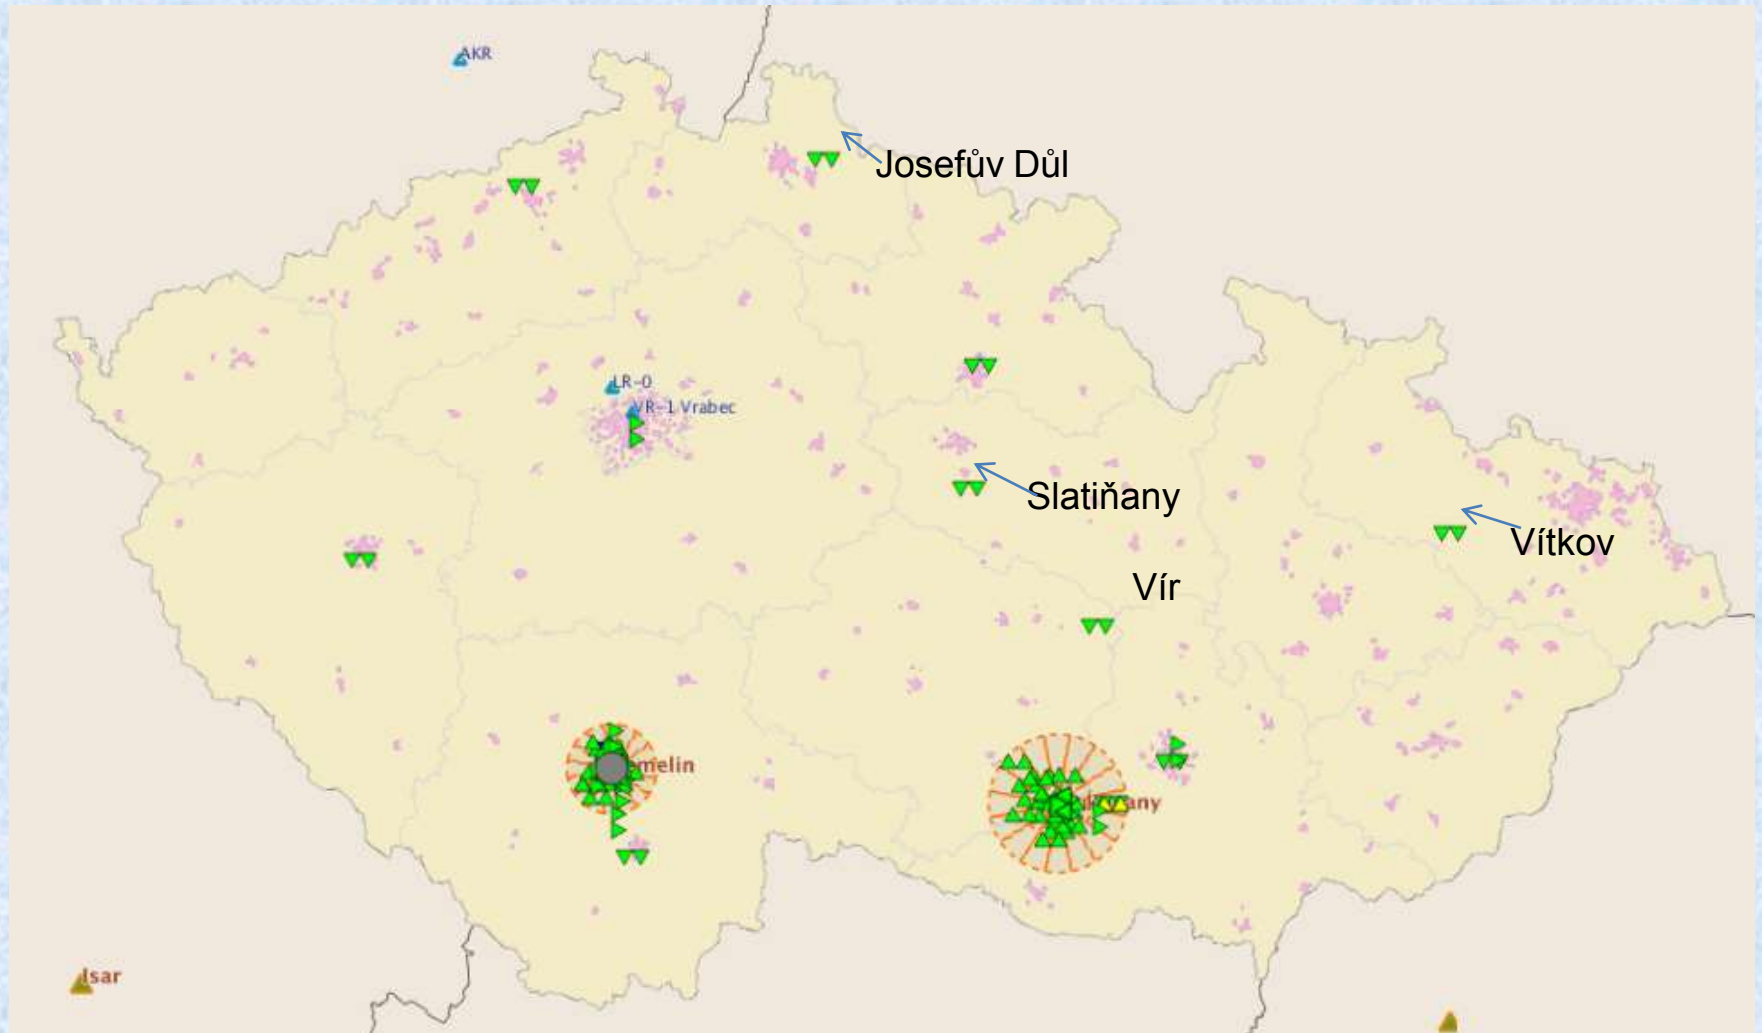 AKR
Josefův Důl
LR-0
VR-1 Vrabec
Slatiňany
Vítkov
Vír
Isar